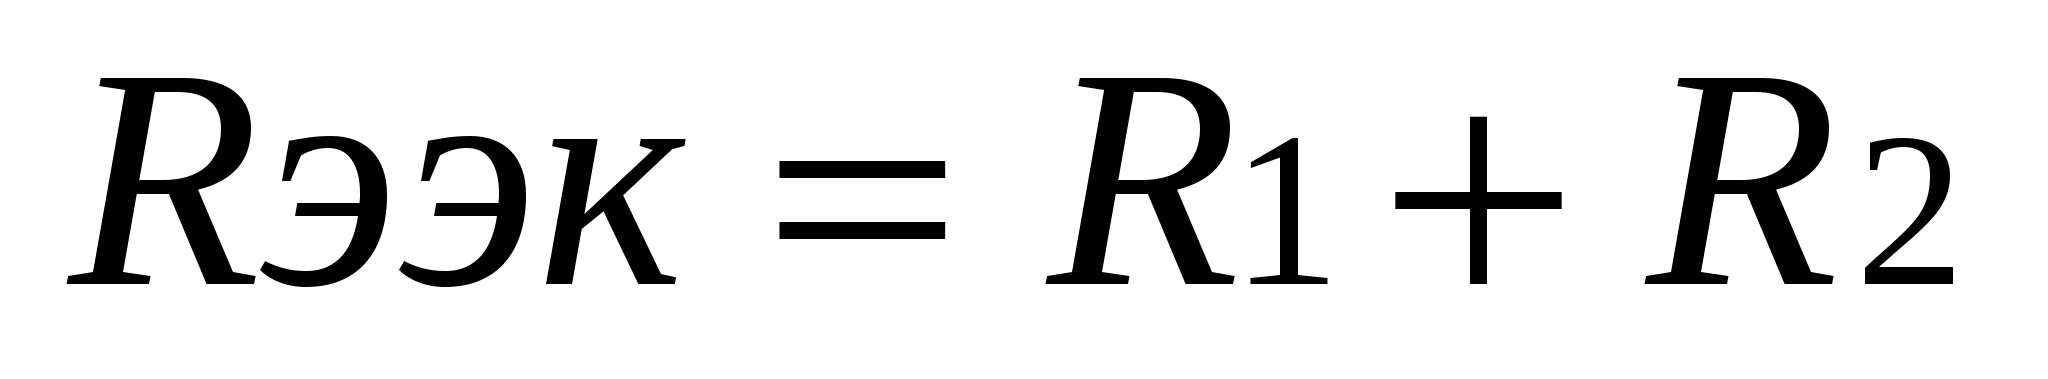 Rээк = R1 + R2